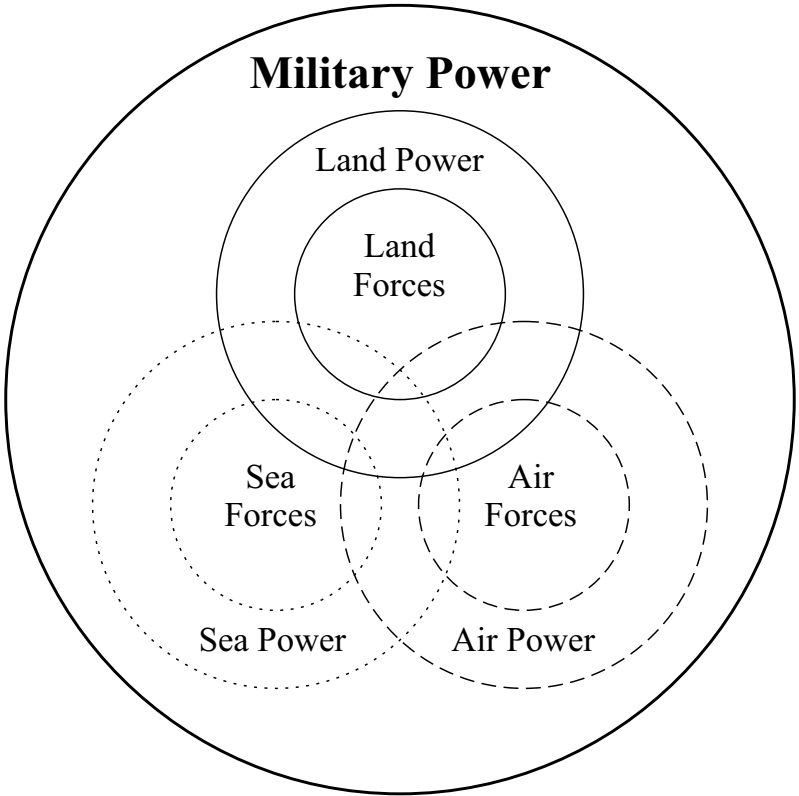 Military Power
Land Power
Land
Forces
Sea
Forces
Air
Forces
Sea Power
Air Power